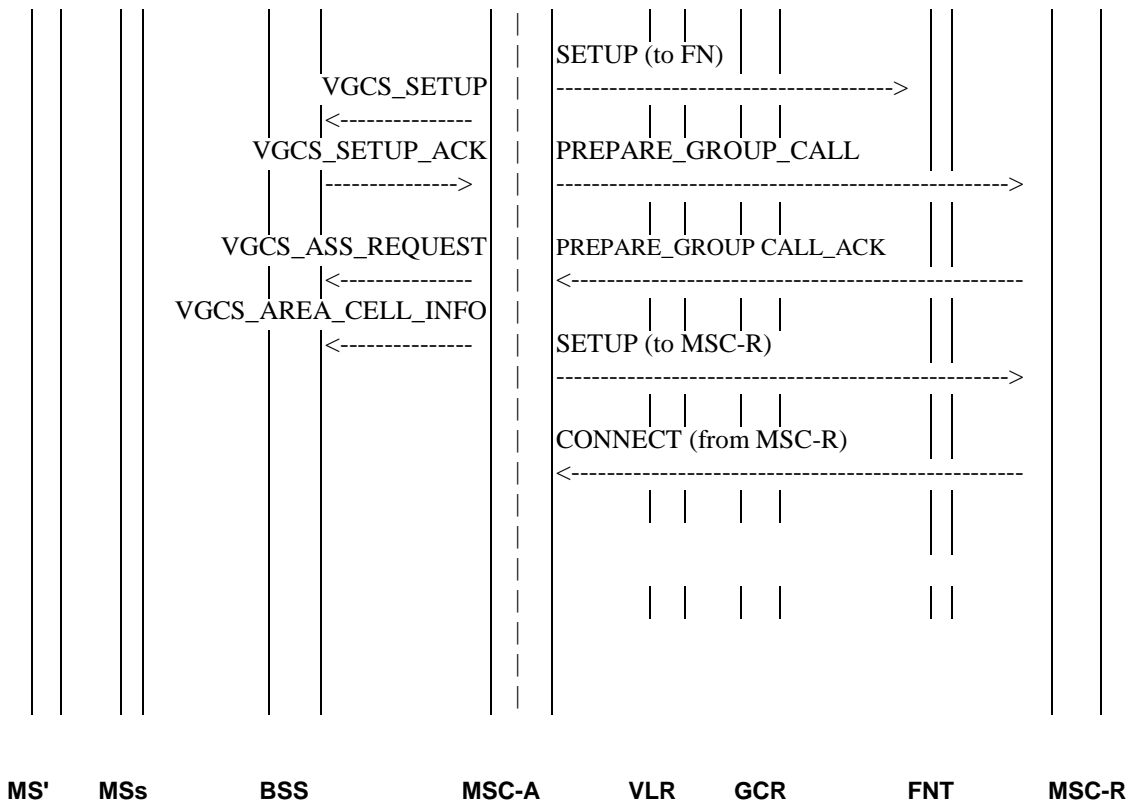 SETUP (to FN)
VGCS_SETUP
VGCS_SETUP_ACK PREPARE_GROUP_CALL
VGCS_ASS_REQUEST PREPARE_GROUP CALL_ACK
VGCS_AREA_CELL_INFO
SETUP (to MSC-R)
CONNECT (from MSC-R)
MS' MSs BSS MSC-A VLR GCR FNT MSC-R